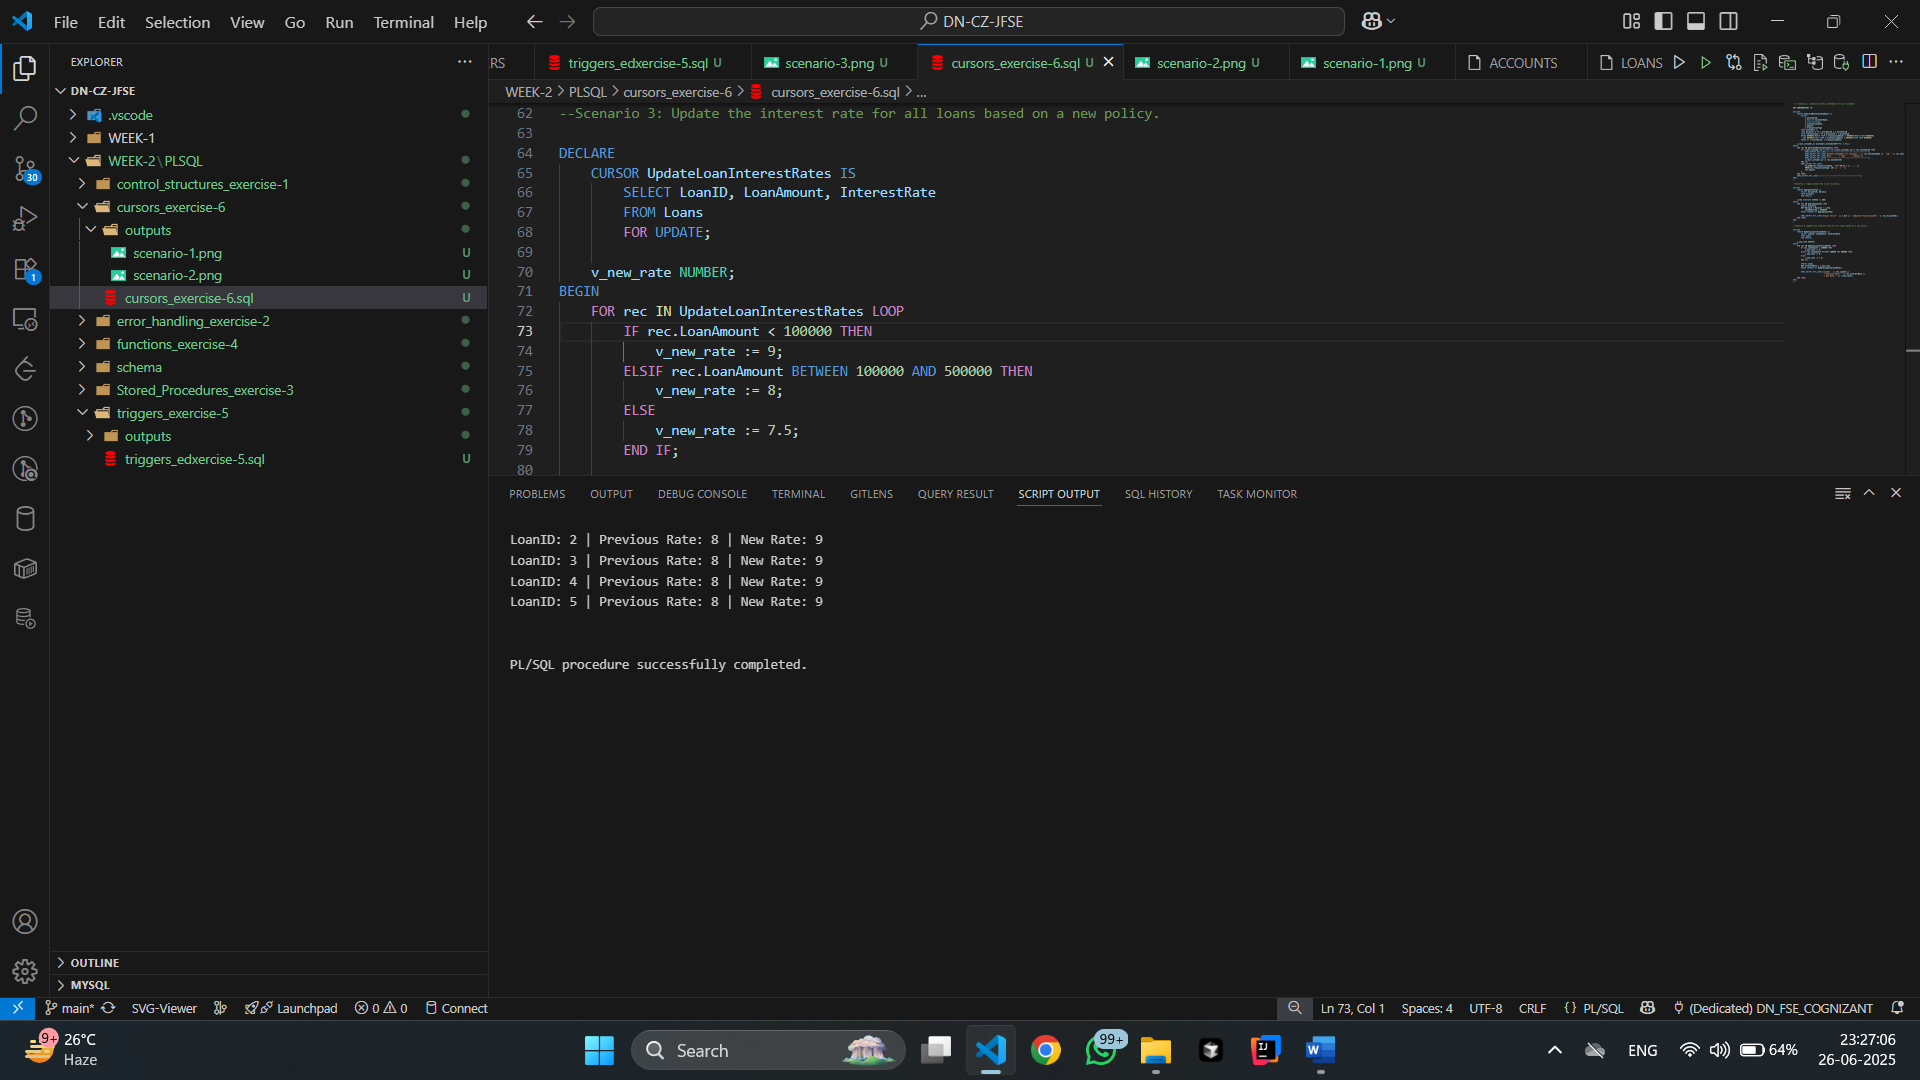 File Edit Selection View Go Run Terminal Help
DN-CZ-JFSE
EXPLORER
RS
triggers_edxercise-5.sql U
scenario-3.png U
cursors_exercise-6.sql U
scenario-2.png U
scenario-1.png U
ACCOUNTS
LOANS
DN-CZ-JFSE
.vscode
WEEK-1
WEEK-2\PLSQL
control_structures_exercise-1
cursors_exercise-6
outputs
scenario-1.png U
scenario-2.png U
cursors_exercise-6.sql U
error_handling_exercise-2
functions_exercise-4
schema
Stored_Procedures_exercise-3
triggers_exercise-5
outputs
triggers_edxercise-5.sql U
OUTLINE
MYSQL
30
1
WEEK-2 > PLSQL > cursors_exercise-6 > cursors_exercise-6.sql > ...
62 --Scenario 3: Update the interest rate for all loans based on a new policy.
63
64 DECLARE
65 CURSOR UpdateLoanInterestRates IS
66 SELECT LoanID, LoanAmount, InterestRate
67 FROM Loans
68 FOR UPDATE;
69
70 v_new_rate NUMBER;
71 BEGIN
72 FOR rec IN UpdateLoanInterestRates LOOP
73 IF rec.LoanAmount < 100000 THEN
74 v_new_rate := 9;
75 ELSIF rec.LoanAmount BETWEEN 100000 AND 500000 THEN
76 v_new_rate := 8;
77 ELSE
78 v_new_rate := 7.5;
79 END IF;
80
PROBLEMS OUTPUT DEBUG CONSOLE TERMINAL GITLENS QUERY RESULT SCRIPT OUTPUT SQL HISTORY TASK MONITOR
LoanID: 2 | Previous Rate: 8 | New Rate: 9
LoanID: 3 | Previous Rate: 8 | New Rate: 9
LoanID: 4 | Previous Rate: 8 | New Rate: 9
LoanID: 5 | Previous Rate: 8 | New Rate: 9
PL/SQL procedure successfully completed.
main* SVG-Viewer Launchpad 0 0 Connect
Ln 73, Col 1 Spaces: 4 UTF-8 CRLF {} PL/SQL (Dedicated) DN_FSE_COGNIZANT
9+ 26°C
Haze
Search
99+
ENG
64%
23:27:06
26-06-2025